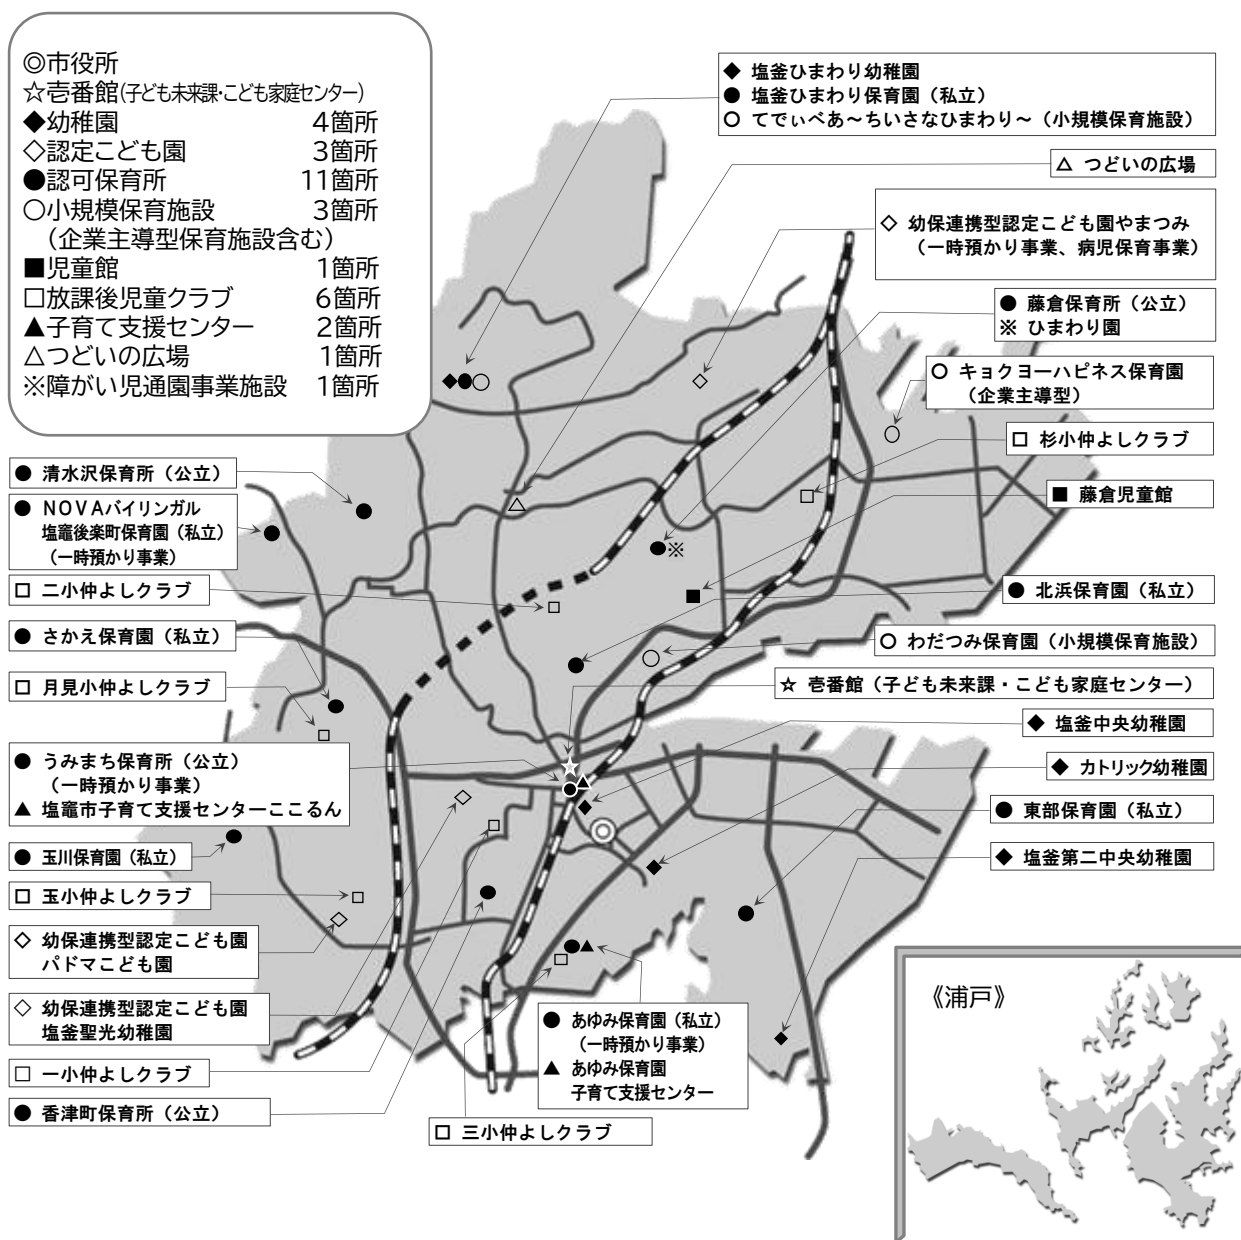 ◎市役所
☆壱番館(子ども未来課・こども家庭センター)
◆幼稚園 4箇所
◇認定こども園 3箇所
●認可保育所 11箇所
○小規模保育施設 3箇所
(企業主導型保育施設含む)
■児童館 1箇所
□放課後児童クラブ 6箇所
▲子育て支援センター 2箇所
△つどいの広場 1箇所
※障がい児通園事業施設 1箇所
◆ 塩釜ひまわり幼稚園
● 塩釜ひまわり保育園(私立)
○ てでぃべあ~ちいさなひまわり~(小規模保育施設)
△ つどいの広場
◇ 幼保連携型認定こども園やまつみ
(一時預かり事業、病児保育事業)
● 藤倉保育所(公立)
※ ひまわり園
○ キョクヨーハピネス保育園
(企業主導型)
□ 杉小仲よしクラブ
■ 藤倉児童館
● 北浜保育園(私立)
○ わだつみ保育園(小規模保育施設)
☆ 壱番館(子ども未来課・こども家庭センター)
◆ 塩釜中央幼稚園
◆ カトリック幼稚園
● 東部保育園(私立)
◆ 塩釜第二中央幼稚園
● 清水沢保育所(公立)
● NOVAバイリンガル
塩竈後楽町保育園(私立)
(一時預かり事業)
□ 二小仲よしクラブ
● さかえ保育園(私立)
□ 月見小仲よしクラブ
● うみまち保育所(公立)
(一時預かり事業)
▲ 塩竈市子育て支援センターここるん
● 玉川保育園(私立)
□ 玉小仲よしクラブ
◇ 幼保連携型認定こども園
パドマこども園
◇ 幼保連携型認定こども園
塩釜聖光幼稚園
□ 一小仲よしクラブ
● 香津町保育所(公立)
● あゆみ保育園(私立)
(一時預かり事業)
▲ あゆみ保育園
子育て支援センター
□ 三小仲よしクラブ
※
《浦戸》